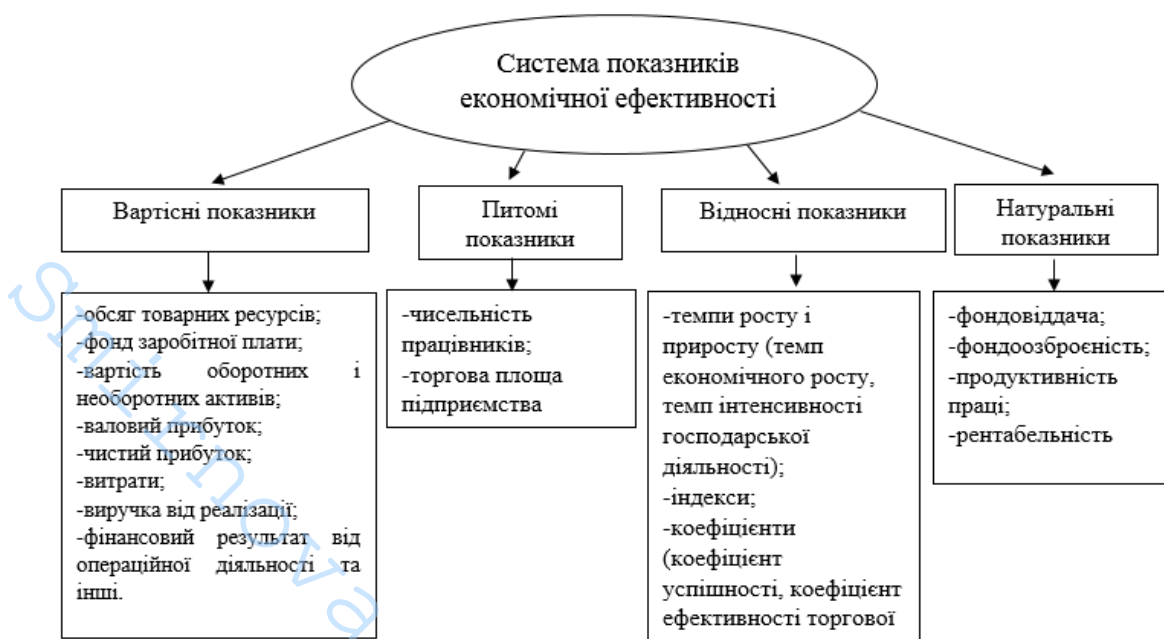 Система показників
економічної ефективності
Вартісні показники
Питомі
показники
Відносні показники
Натуральні
показники
-обсяг товарних ресурсів;
-фонд заробітної плати;
-вартість оборотних і
необоротних активів;
-валовий прибуток;
-чистий прибуток;
-витрати;
-виручка від реалізації;
-фінансовий результат від
операційної діяльності та
інші.
-чисельність
працівників;
-торгова площа
підприємства
-темпи росту і
приросту (темп
економічного росту,
темп інтенсивності
господарської
діяльності);
-індекси;
-коефіцієнти
(коефіцієнт
успішності, коефіцієнт
ефективності торгової
-фондовіддача;
-фондоозброєність;
-продуктивність
праці;
-рентабельність
Smirnova